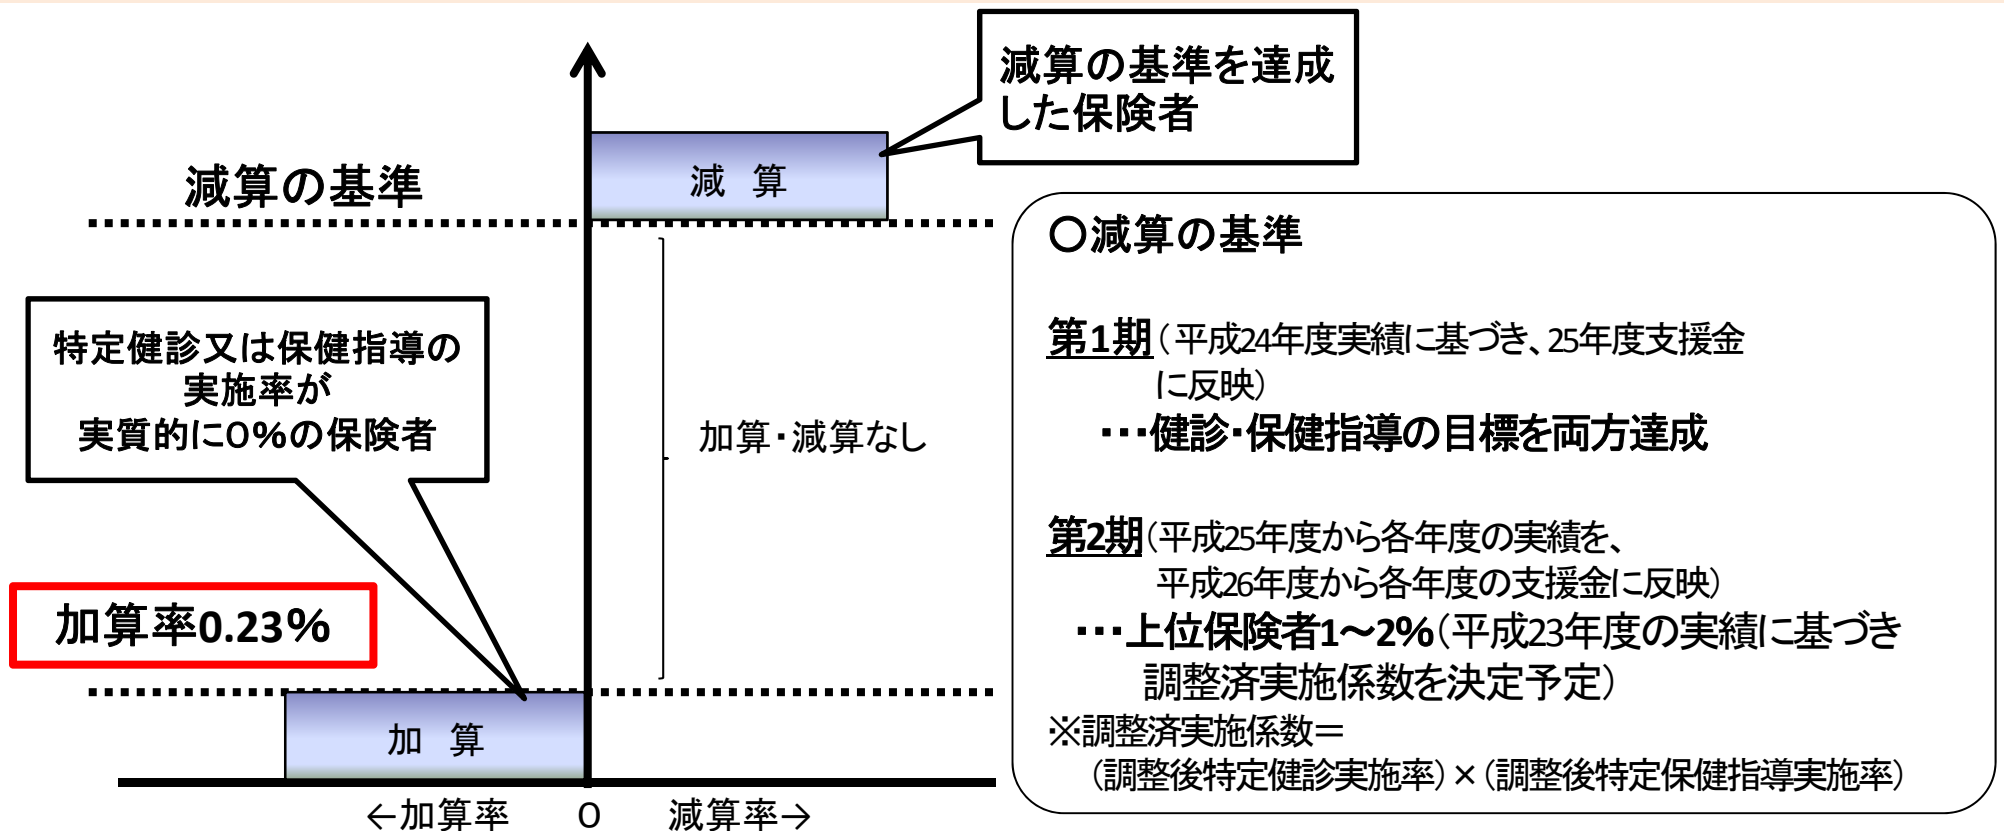 減算の基準を達成
した保険者
減 算
減算の基準
特定健診又は保健指導の
実施率が
実質的に0%の保険者
加算・減算なし
加算率0.23%
加 算
←加算率 0 減算率→
○減算の基準
第1期(平成24年度実績に基づき、25年度支援金
に反映)
・・・健診・保健指導の目標を両方達成
第2期(平成25年度から各年度の実績を、
平成26年度から各年度の支援金に反映)
・・・上位保険者1～2%(平成23年度の実績に基づき
調整済実施係数を決定予定)
※調整済実施係数＝
(調整後特定健診実施率)×(調整後特定保健指導実施率)